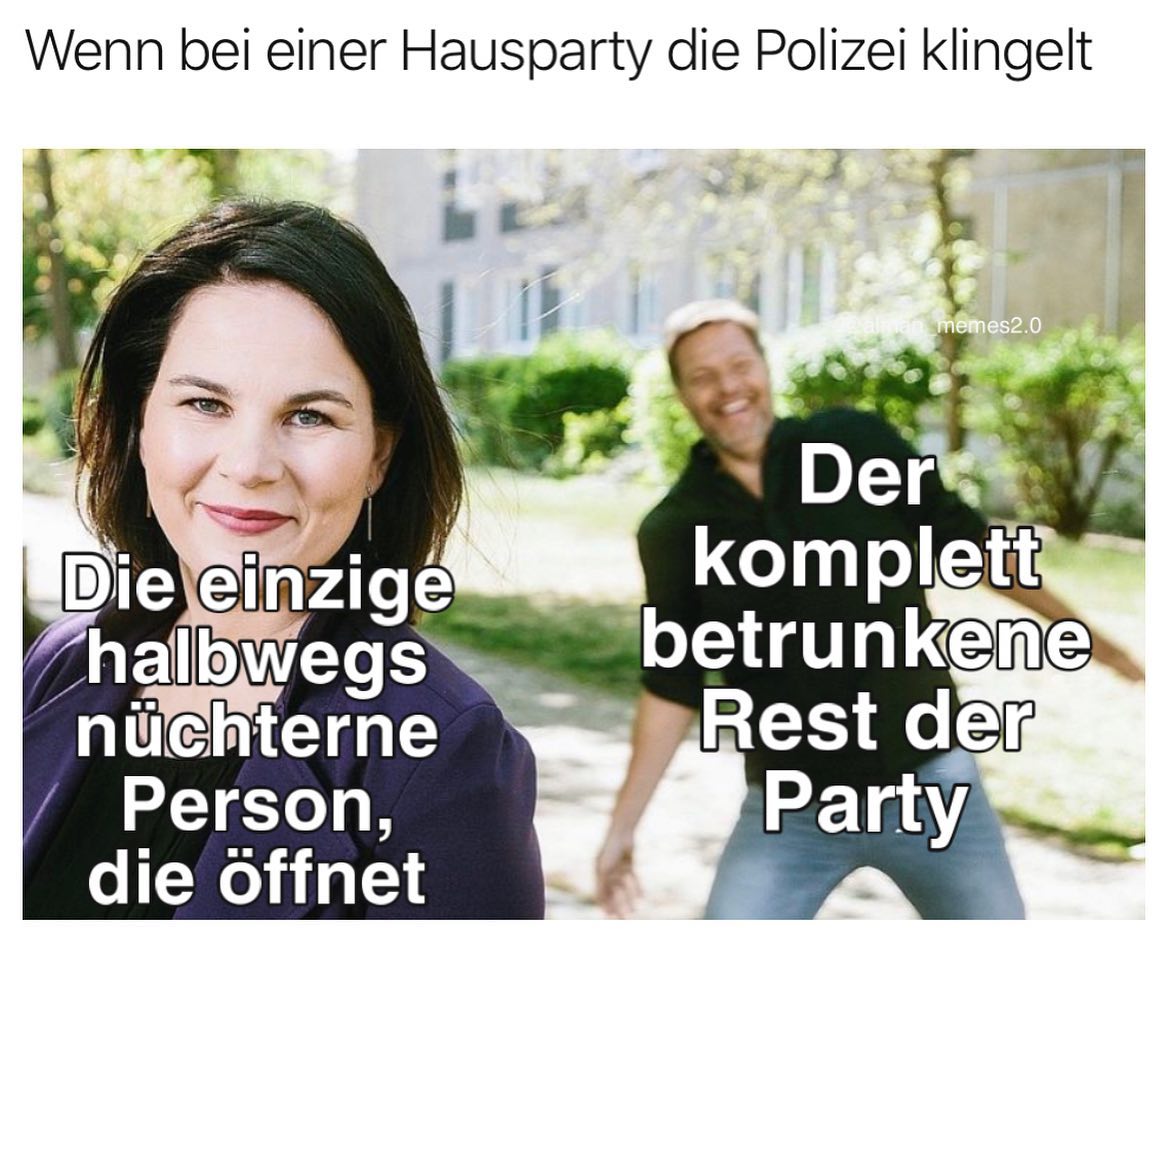 Wenn bei einer Hausparty die Polizei klingelt
alman_memes2.0
Die einzige
halbwegs
nüchterne
Person,
die öffnet
Der
komplett
betrunkene
Rest der
Party